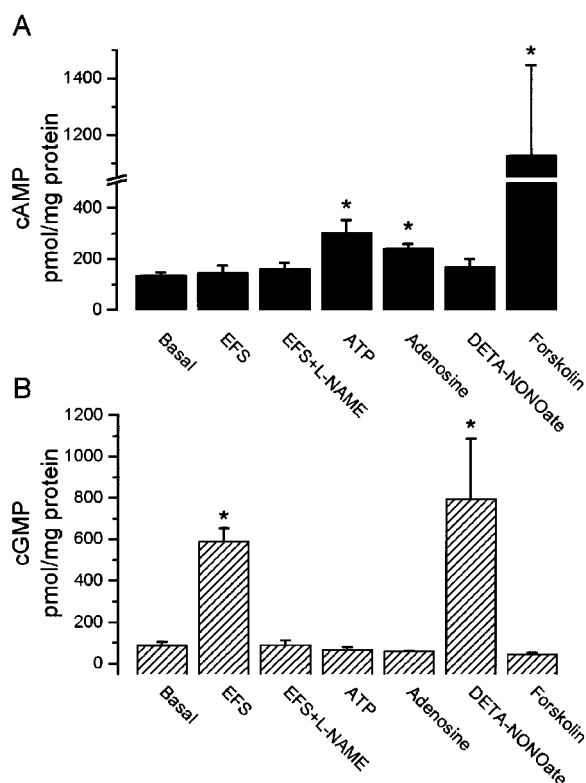 A
cAMP
pmol/mg protein
1400
1200
400
200
0
*
*
*
Basal
EFS
EFS+L-NAME
ATP
Adenosine
DETA-NONOate
Forskolin
B
cGMP
pmol/mg protein
1200
1000
800
600
400
200
0
*
*
Basal
EFS
EFS+L-NAME
ATP
Adenosine
DETA-NONOate
Forskolin